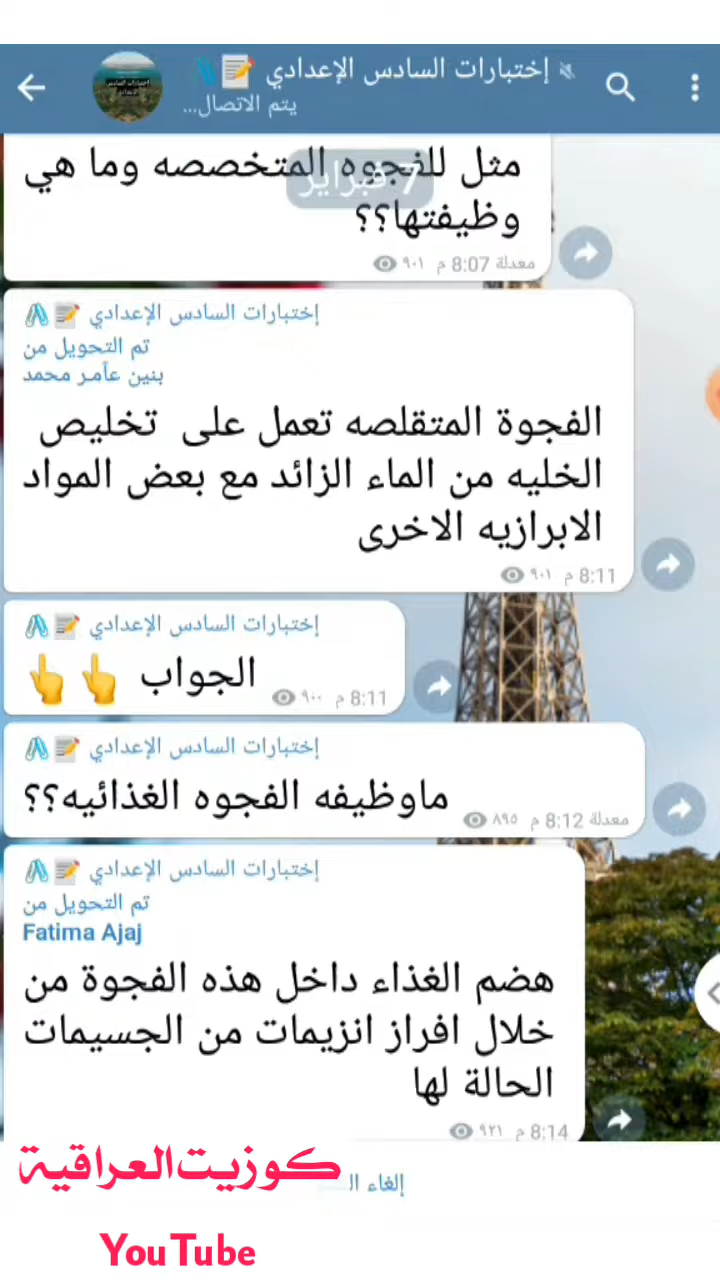 إختبارات السادس الإعدادي
يتم الاتصال...
7 فبراير
مثل للفجوه المتخصصه وما هي
وظيفتها؟؟
معدلة 8:07 م ٩٠١
إختبارات السادس الإعدادي
تم التحويل من
بنين عآمر محمد
الفجوة المتقلصه تعمل على تخليص
الخليه من الماء الزائد مع بعض المواد
الابرازيه الاخرى
8:11 م ٩٠١
إختبارات السادس الإعدادي
الجواب 👆👆
8:11 م ٩٠٠
إختبارات السادس الإعدادي
ماوظيفه الفجوه الغذائيه؟؟
معدلة 8:12 م ٨٩٥
إختبارات السادس الإعدادي
تم التحويل من
Fatima Ajaj
هضم الغذاء داخل هذه الفجوة من
خلال افراز انزيمات من الجسيمات
الحالة لها
8:14 م ٩٢١
كوزيت العراقية
إلغاء
YouTube